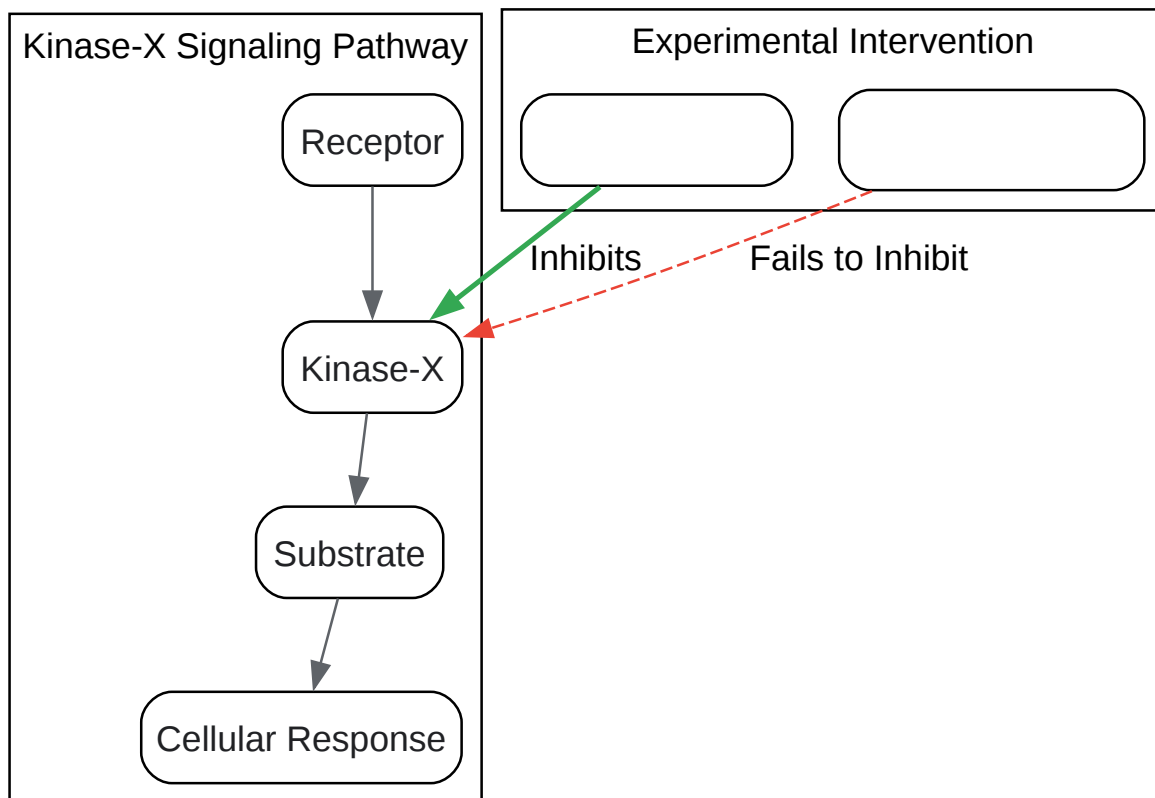 Kinase-X Signaling Pathway
Experimental Intervention
Receptor
Inhibits
Fails to Inhibit
Kinase-X
Substrate
Cellular Response